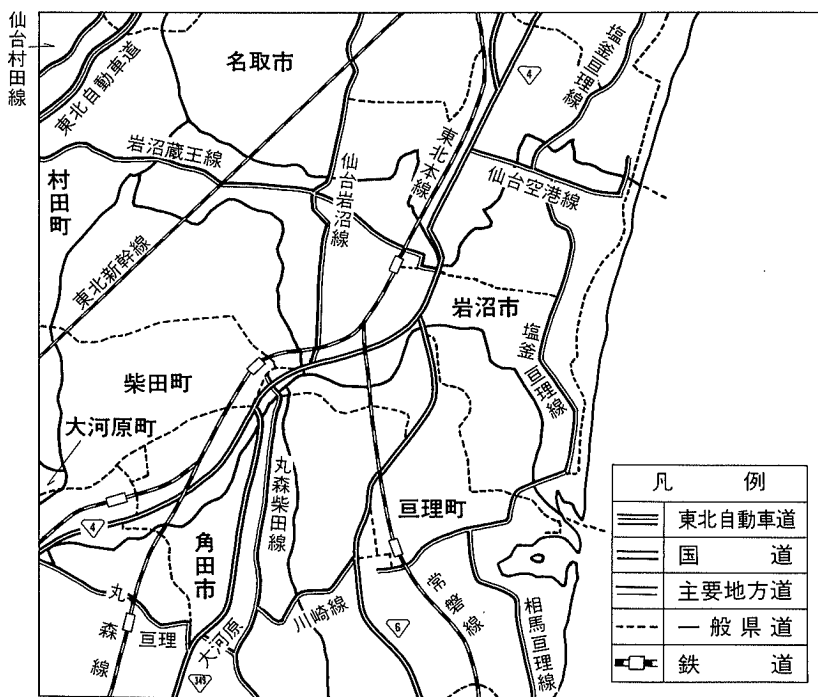 仙台村田線
東北自動車道
名取市
4
塩釜亘理線
岩沼蔵王線
仙台岩沼線
東北本線
仙台空港線
村田町
東北新幹線
岩沼市
塩釜亘理線
柴田町
大河原町
丸森柴田線
亘理町
4
角田市
丸森線
亘理
大河原
川崎線
349
6
常磐線
相馬亘理線
凡例
東北自動車道
国道
主要地方道
一般県道
鉄道